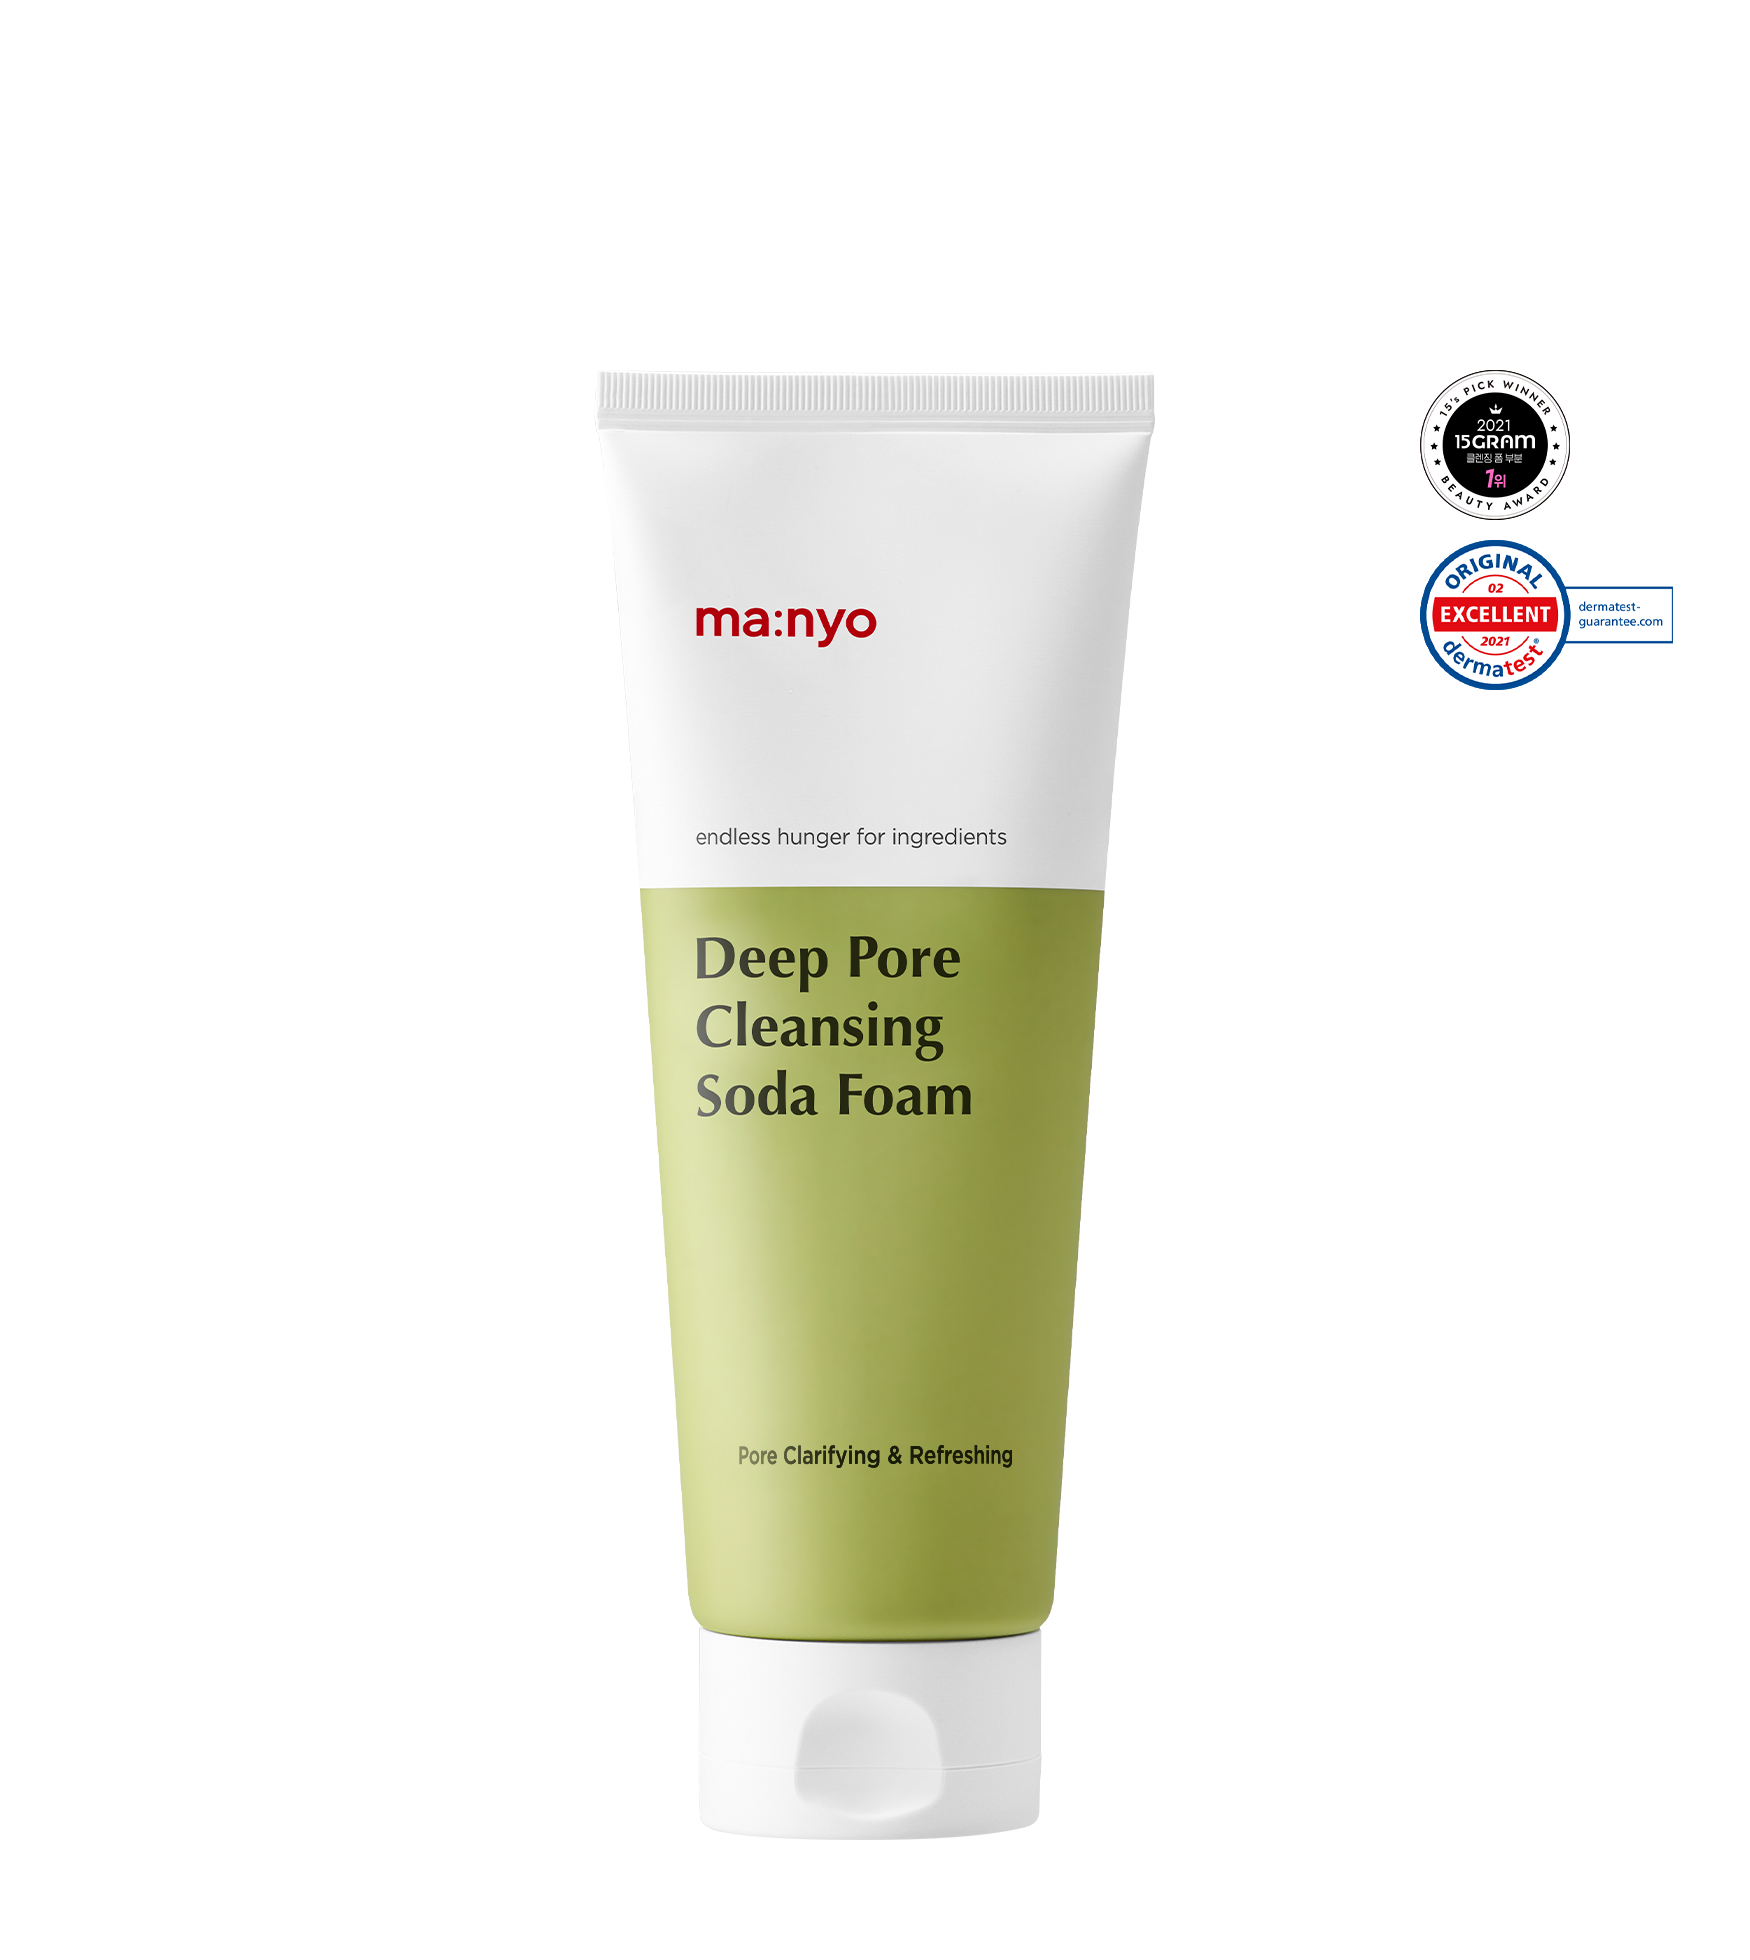 ma:nyo
endless hunger for ingredients
Deep Pore
Cleansing
Soda Foam
Pore Clarifying & Refreshing
15's PICK WINNER
2021
15GRAM
클렌징 폼 부분
1위
BEAUTY AWARD
ORIGINAL
02
EXCELLENT
2021
dermatest®
dermatest-
guarantee.com